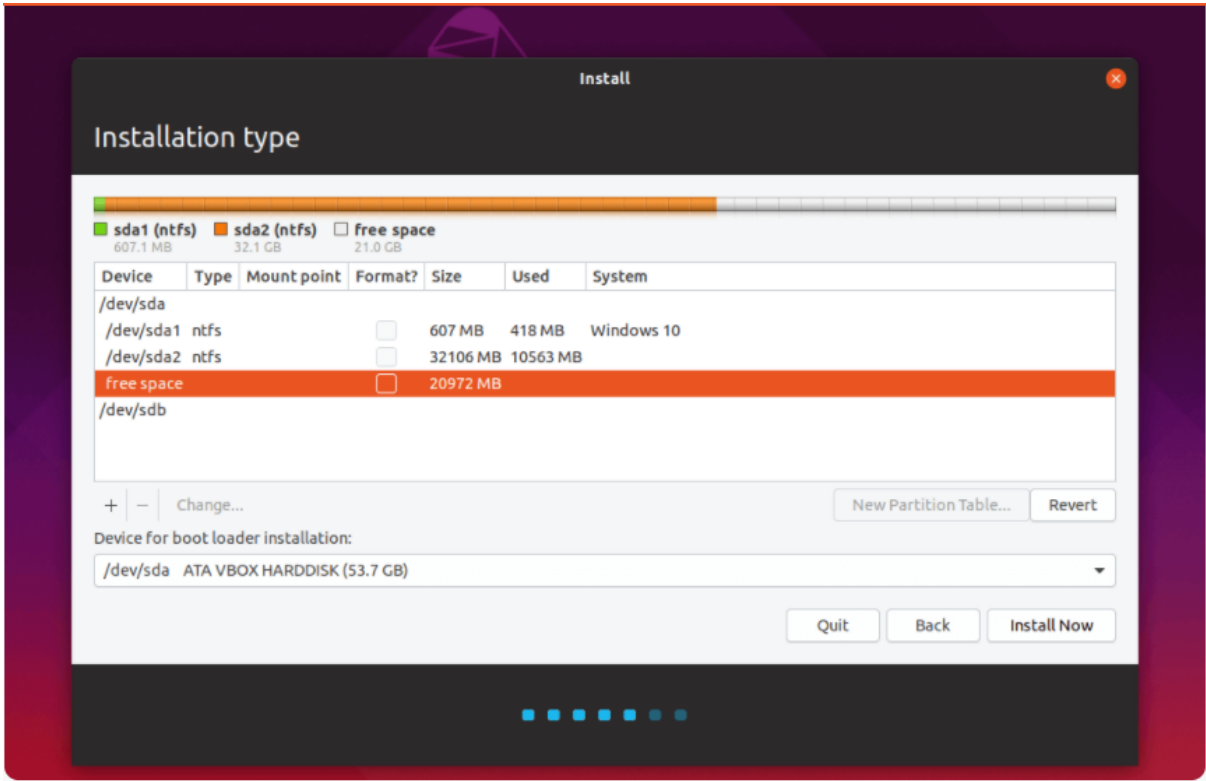 Install
Installation type
sda1 (ntfs) sda2 (ntfs) free space
607.1 MB 32.1 GB 21.0 GB
Device Type Mount point Format? Size Used System
/dev/sda
/dev/sda1 ntfs 607 MB 418 MB Windows 10
/dev/sda2 ntfs 32106 MB 10563 MB
free space 20972 MB
/dev/sdb
+ − Change... New Partition Table... Revert
Device for boot loader installation:
/dev/sda ATA VBOX HARDDISK (53.7 GB)
Quit Back Install Now